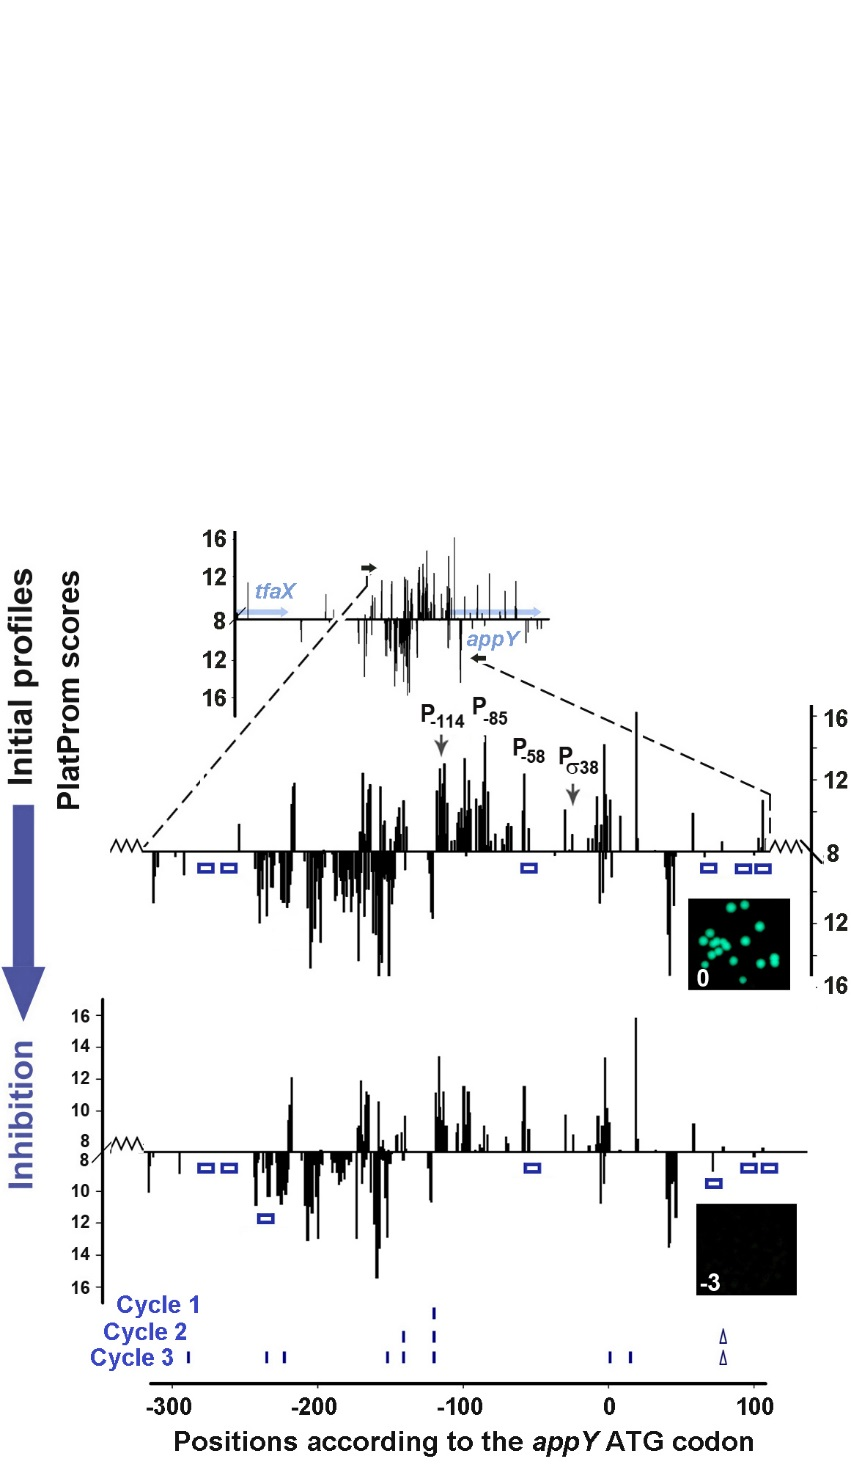 Initial profiles
PlatProm scores
Inhibition
16
12
8
12
16
tfaX
appY
P-114
P-85
P-58
Pσ38
16
12
8
12
16
0
16
14
12
10
8
8
10
12
14
16
-3
Cycle 1
Cycle 2
Cycle 3
-300 -200 -100 0 100
Positions according to the appY ATG codon